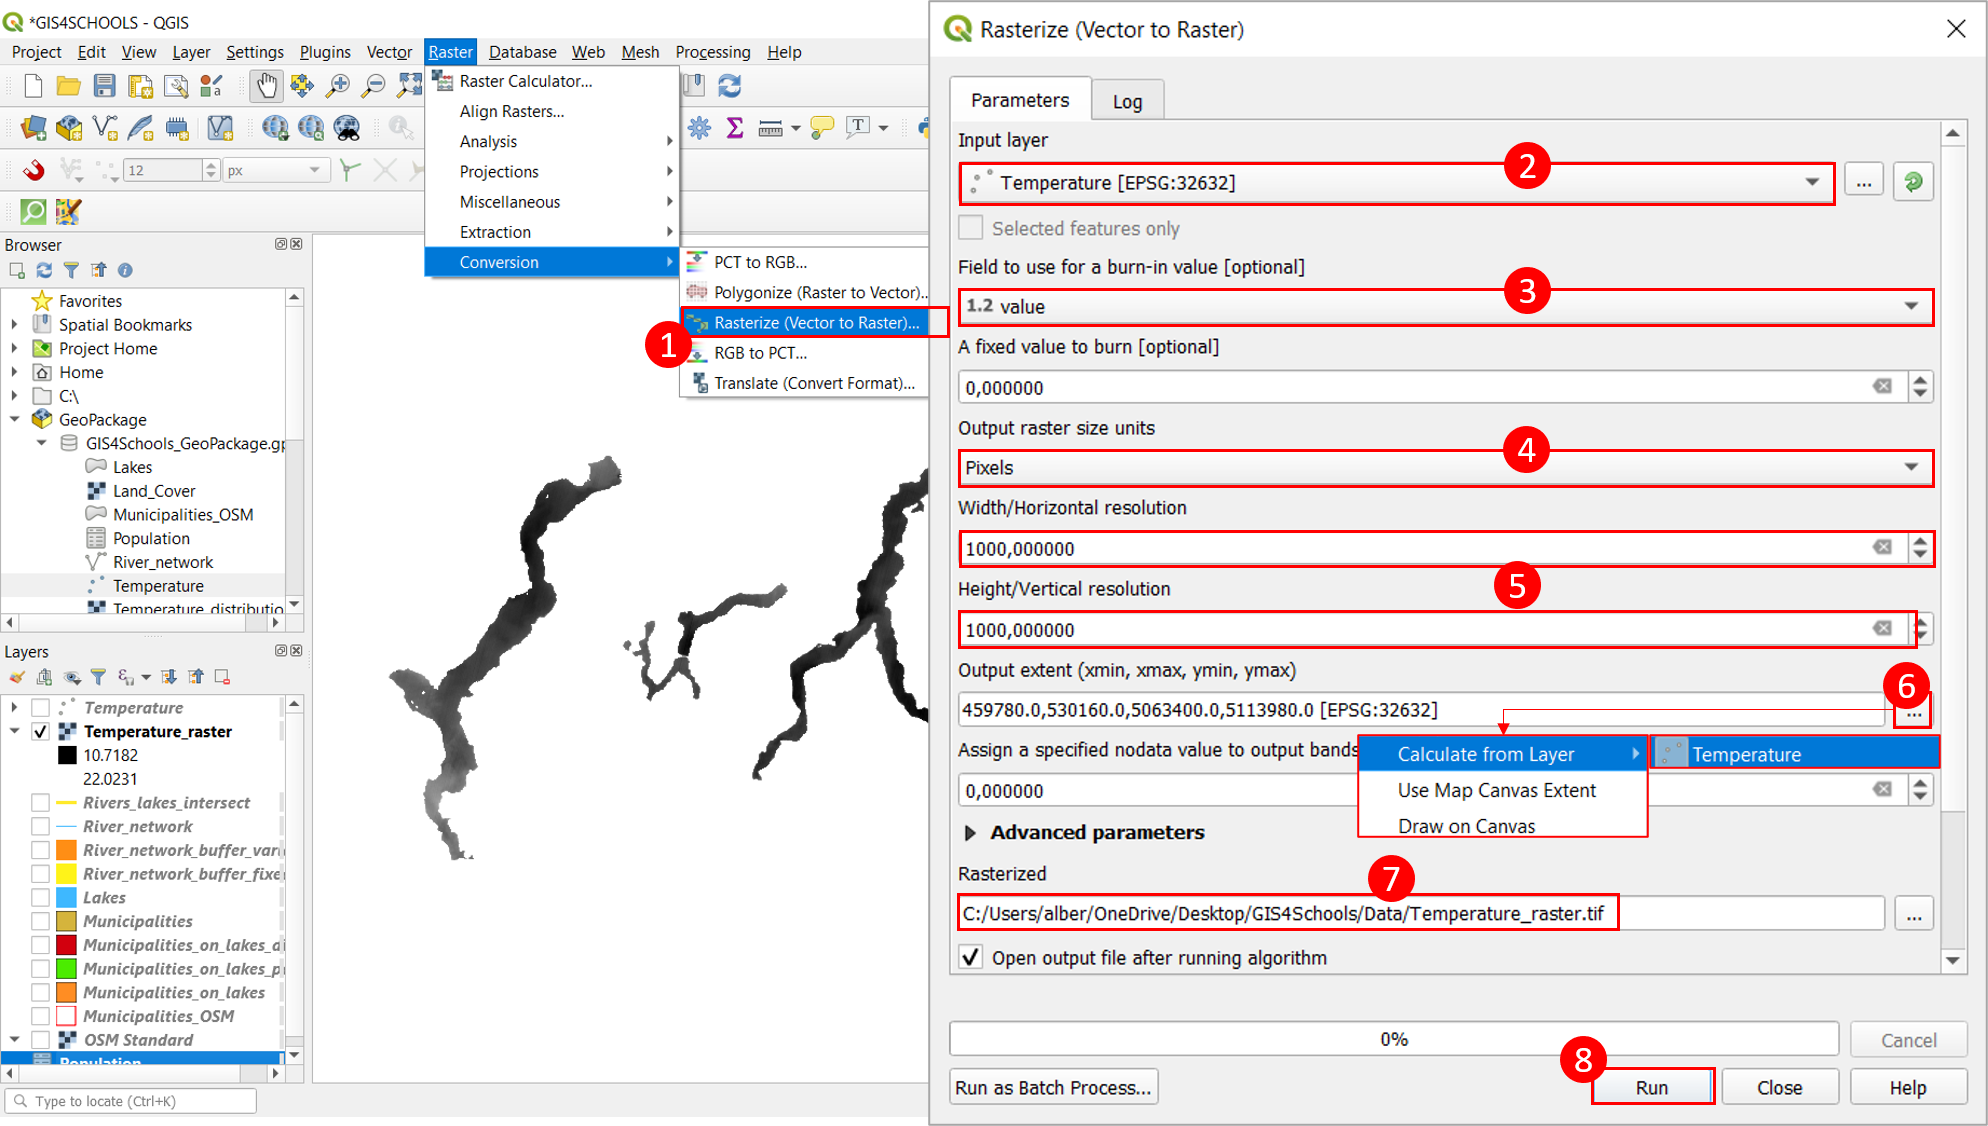 *GIS4SCHOOLS - QGIS
Project Edit View Layer Settings Plugins Vector Raster Database Web Mesh Processing Help
12 px
Raster Calculator...
Align Rasters...
Analysis
Projections
Miscellaneous
Extraction
Conversion
PCT to RGB...
Polygonize (Raster to Vector)..
Rasterize (Vector to Raster)...
1
RGB to PCT...
Translate (Convert Format)...
Browser
Favorites
Spatial Bookmarks
Project Home
Home
C:\
GeoPackage
GIS4Schools_GeoPackage.gp
Lakes
Land_Cover
Municipalities_OSM
Population
River_network
Temperature
Temperature_distributio
Layers
Temperature
Temperature_raster
10.7182
22.0231
Rivers_lakes_intersect
River_network
River_network_buffer_vari
River_network_buffer_fixe
Lakes
Municipalities
Municipalities_on_lakes_di
Municipalities_on_lakes_p
Municipalities_on_lakes
Municipalities_OSM
OSM Standard
Population
Type to locate (Ctrl+K)
Rasterize (Vector to Raster)
Parameters Log
Input layer
2
Temperature [EPSG:32632]
...
Selected features only
Field to use for a burn-in value [optional]
3
1.2 value
A fixed value to burn [optional]
0,000000
Output raster size units
4
Pixels
Width/Horizontal resolution
1000,000000
5
Height/Vertical resolution
1000,000000
Output extent (xmin, xmax, ymin, ymax)
6
459780.0,530160.0,5063400.0,5113980.0 [EPSG:32632]
...
Assign a specified nodata value to output bands
Calculate from Layer
Temperature
Use Map Canvas Extent
Draw on Canvas
0,000000
Advanced parameters
Rasterized
7
C:/Users/alber/OneDrive/Desktop/GIS4Schools/Data/Temperature_raster.tif
...
Open output file after running algorithm
0%
Cancel
8
Run as Batch Process...
Run
Close
Help